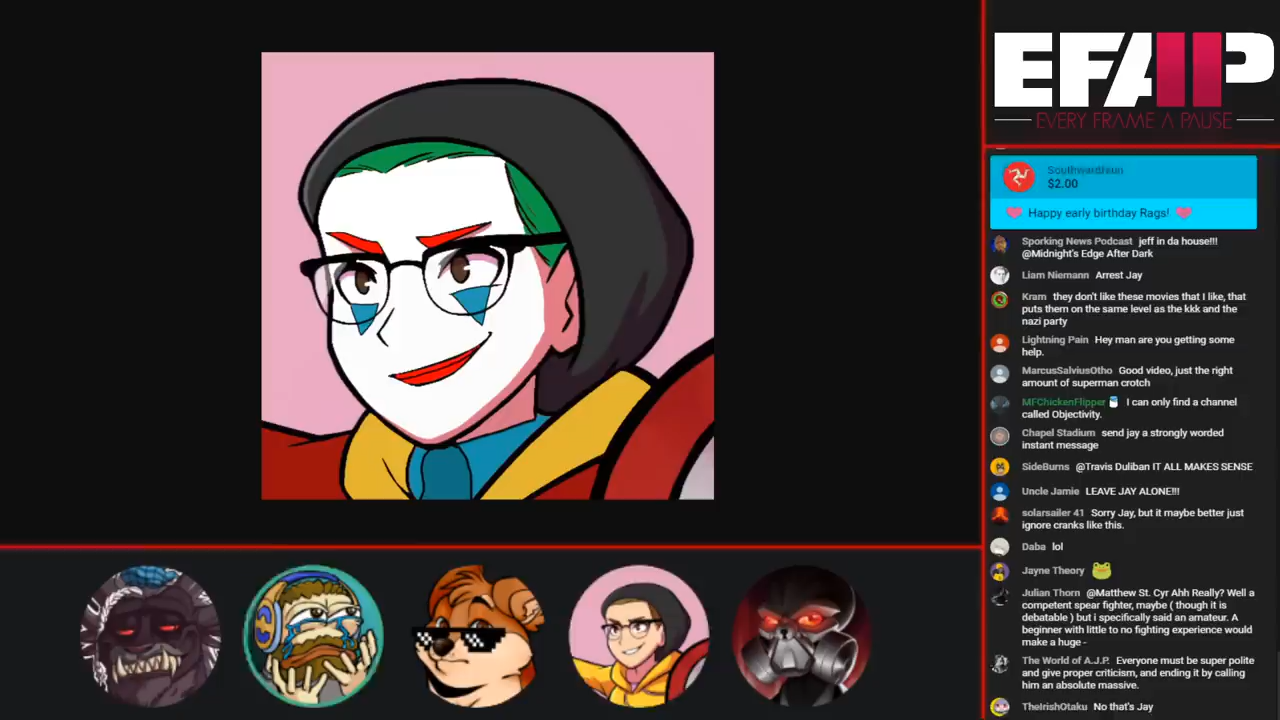 EFAP
EVERY FRAME A PAUSE
Southwardhsun
$2.00
Happy early birthday Rags!
Sporking News Podcast jeff in da house!!!
@Midnight's Edge After Dark
Liam Niemann Arrest Jay
Kram they don't like these movies that I like, that
puts them on the same level as the kkk and the
nazi party
Lightning Pain Hey man are you getting some
help.
MarcusSalviusOtho Good video, just the right
amount of superman crotch
MFChickenFlipper I can only find a channel
called Objectivity.
Chapel Stadium send jay a strongly worded
instant message
SideBurns @Travis Duliban IT ALL MAKES SENSE
Uncle Jamie LEAVE JAY ALONE!!!
solarsailer 41 Sorry Jay, but it maybe better just
ignore cranks like this.
Daba lol
Jayne Theory
Julian Thorn @Matthew St. Cyr Ahh Really? Well a
competent spear fighter, maybe ( though it is
debatable ) but i specifically said an amateur. A
beginner with little to no fighting experience would
make a huge -
The World of A.J.P. Everyone must be super polite
and give proper criticism, and ending it by calling
him an absolute massive.
TheIrishOtaku No that's Jay